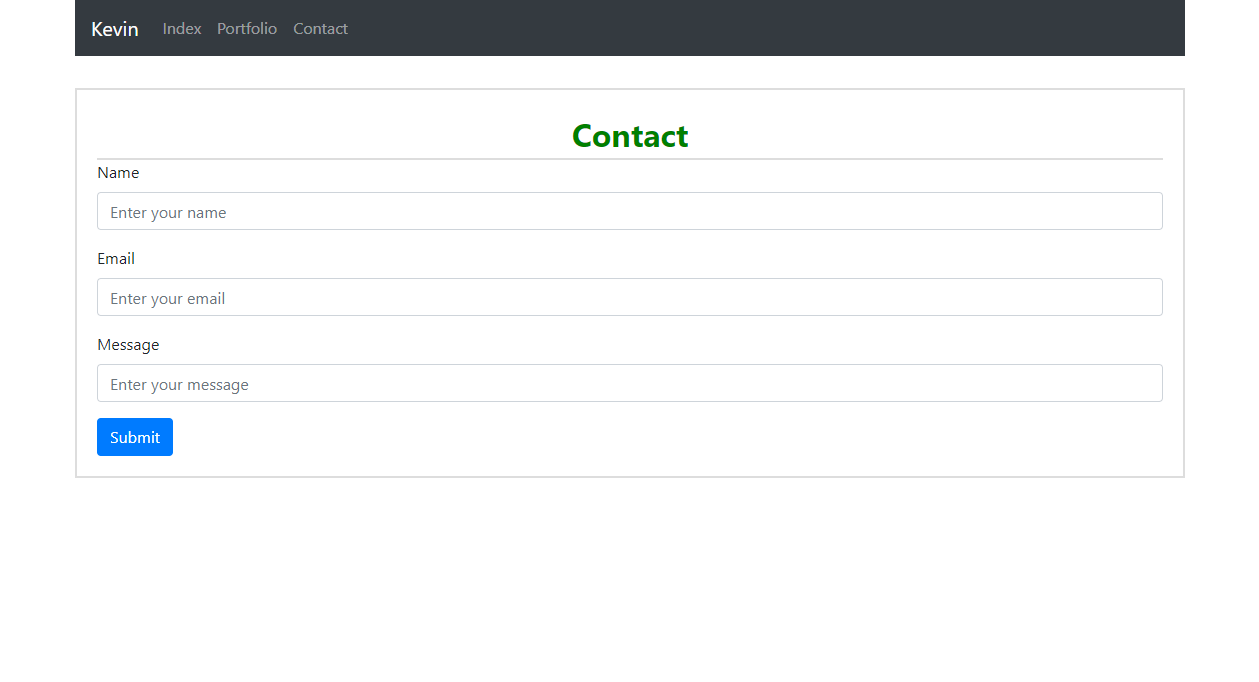 Kevin Index Portfolio Contact
Contact
Name
Enter your name
Email
Enter your email
Message
Enter your message
Submit